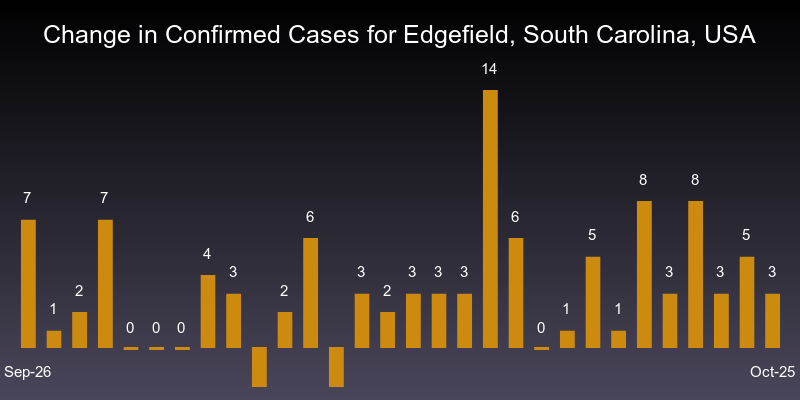 Change in Confirmed Cases for Edgefield, South Carolina, USA
14
8 8
7 7
6 6
5 5
4
3 3 3 3 3 3 3 3
2 2 2
1 1 1
0 0 0 0
Sep-26 Oct-25